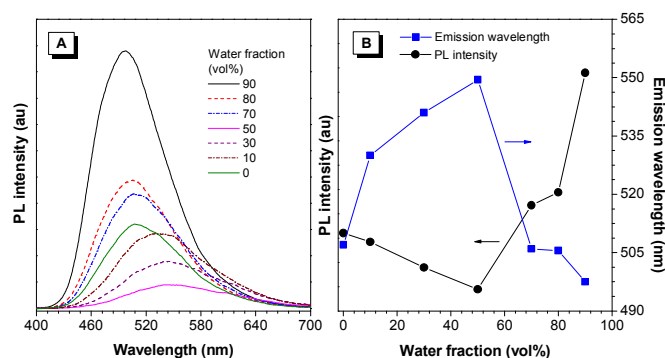 A
Water fraction
(vol%)
90
80
70
50
30
10
0
PL intensity (au)
400 460 520 580 640 700
Wavelength (nm)
B
Emission wavelength
PL intensity
PL intensity (au)
565
550
535
520
505
490
Emission wavelength (nm)
0 20 40 60 80 100
Water fraction (vol%)